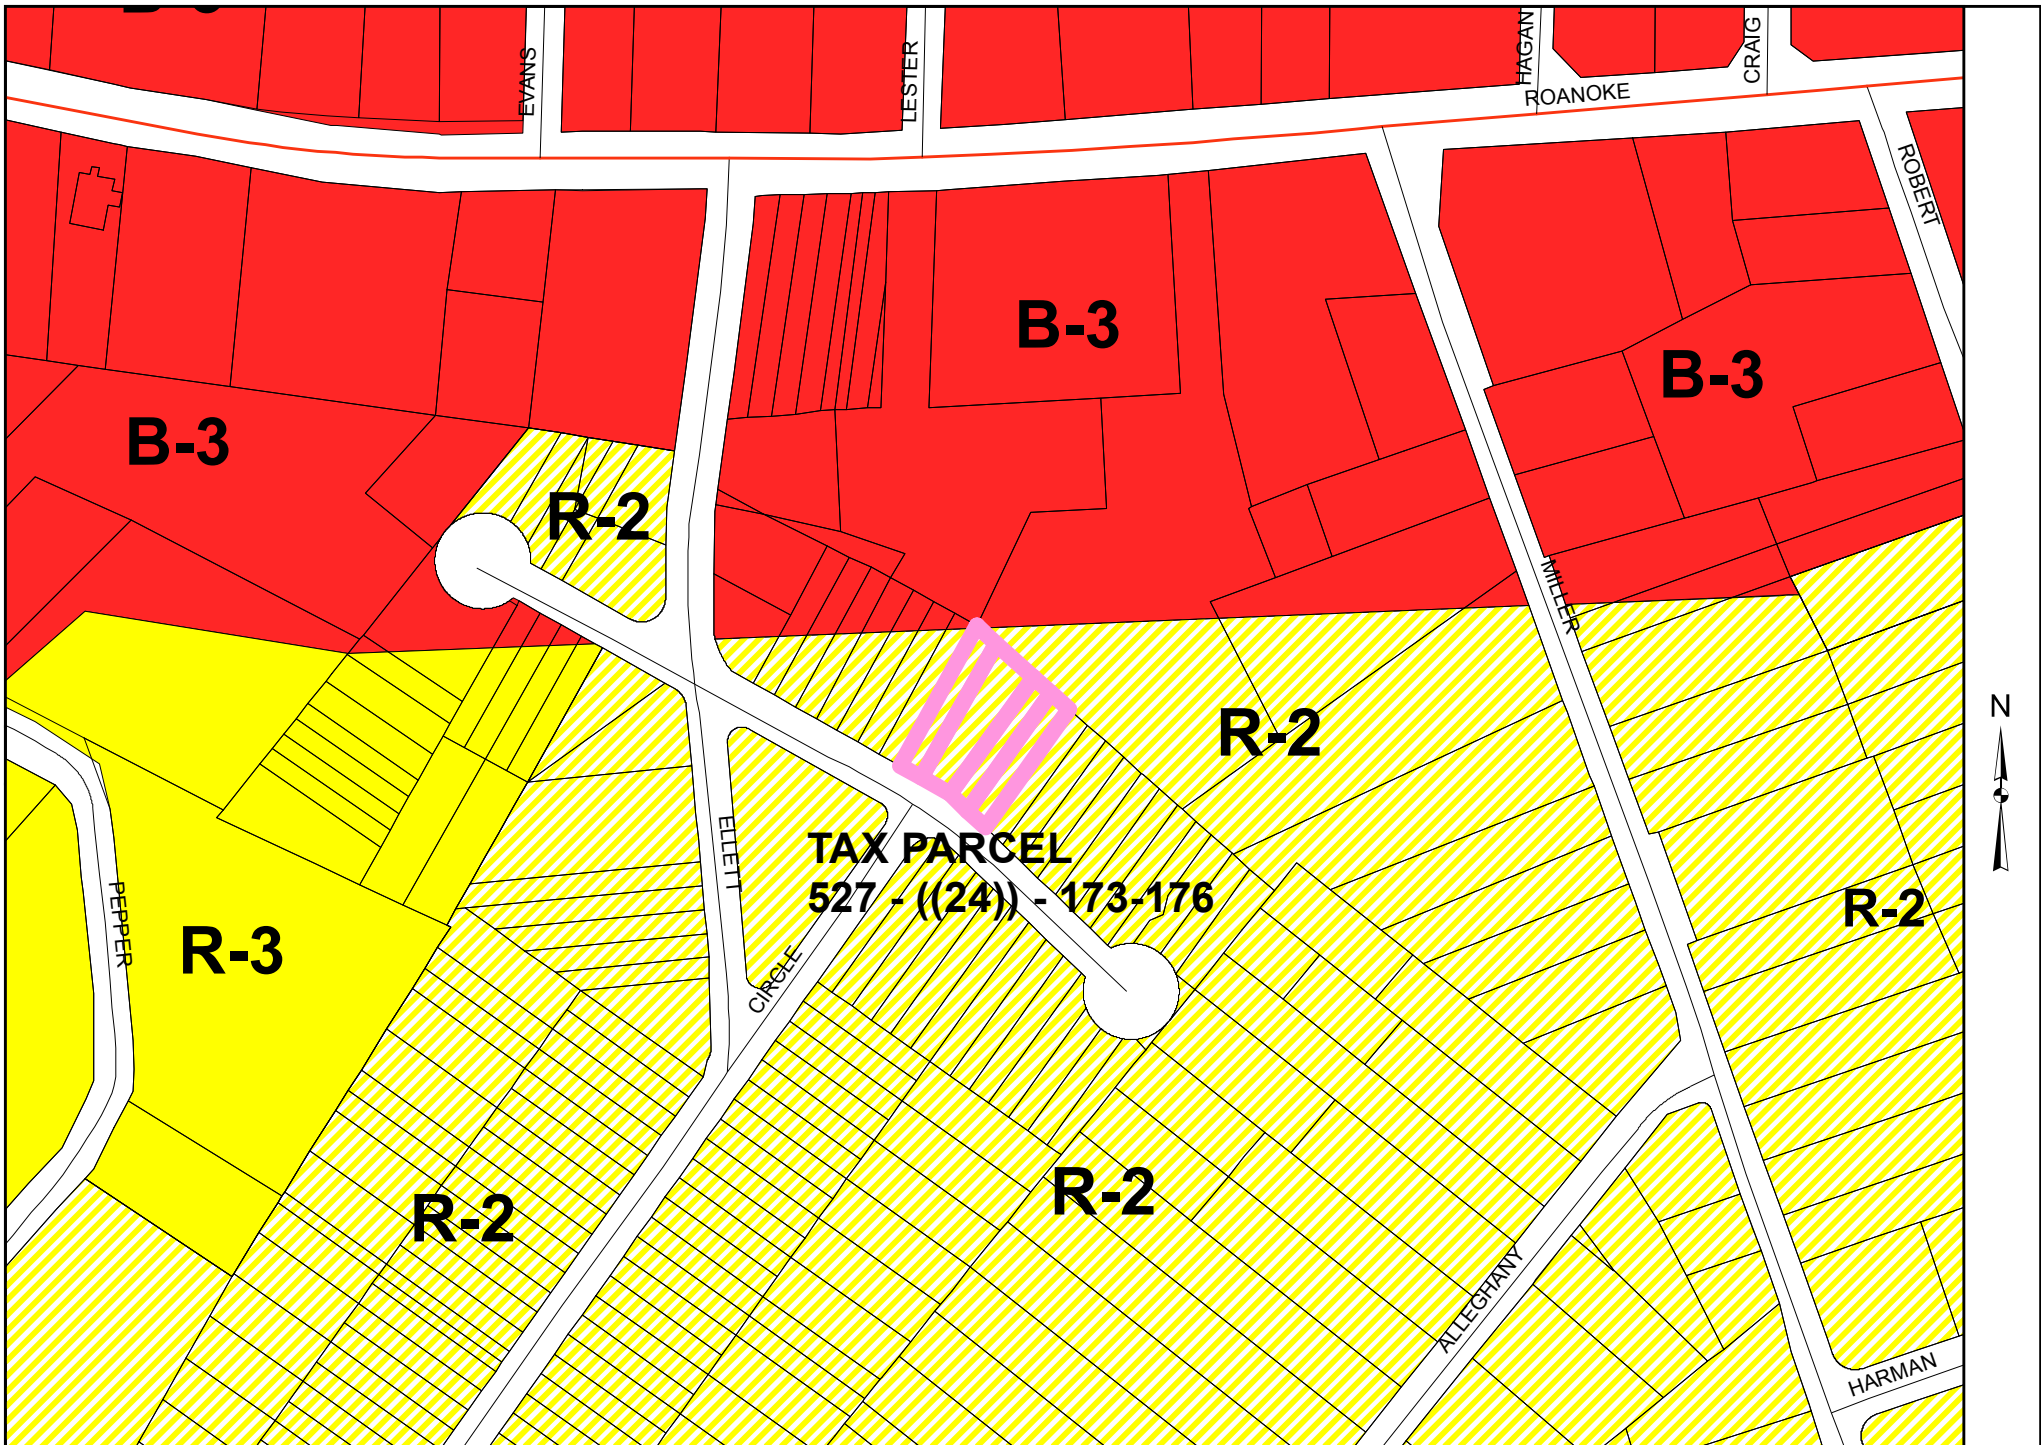 B-3
EVANS
LESTER
HAGAN
CRAIG
ROANOKE
ROBERT
B-3
B-3
B-3
R-2
MILLER
R-2
N
ELLETT
TAX PARCEL
527 - ((24)) - 173-176
PEPPER
R-3
R-2
CIRCLE
R-2
R-2
ALLEGHANY
HARMAN